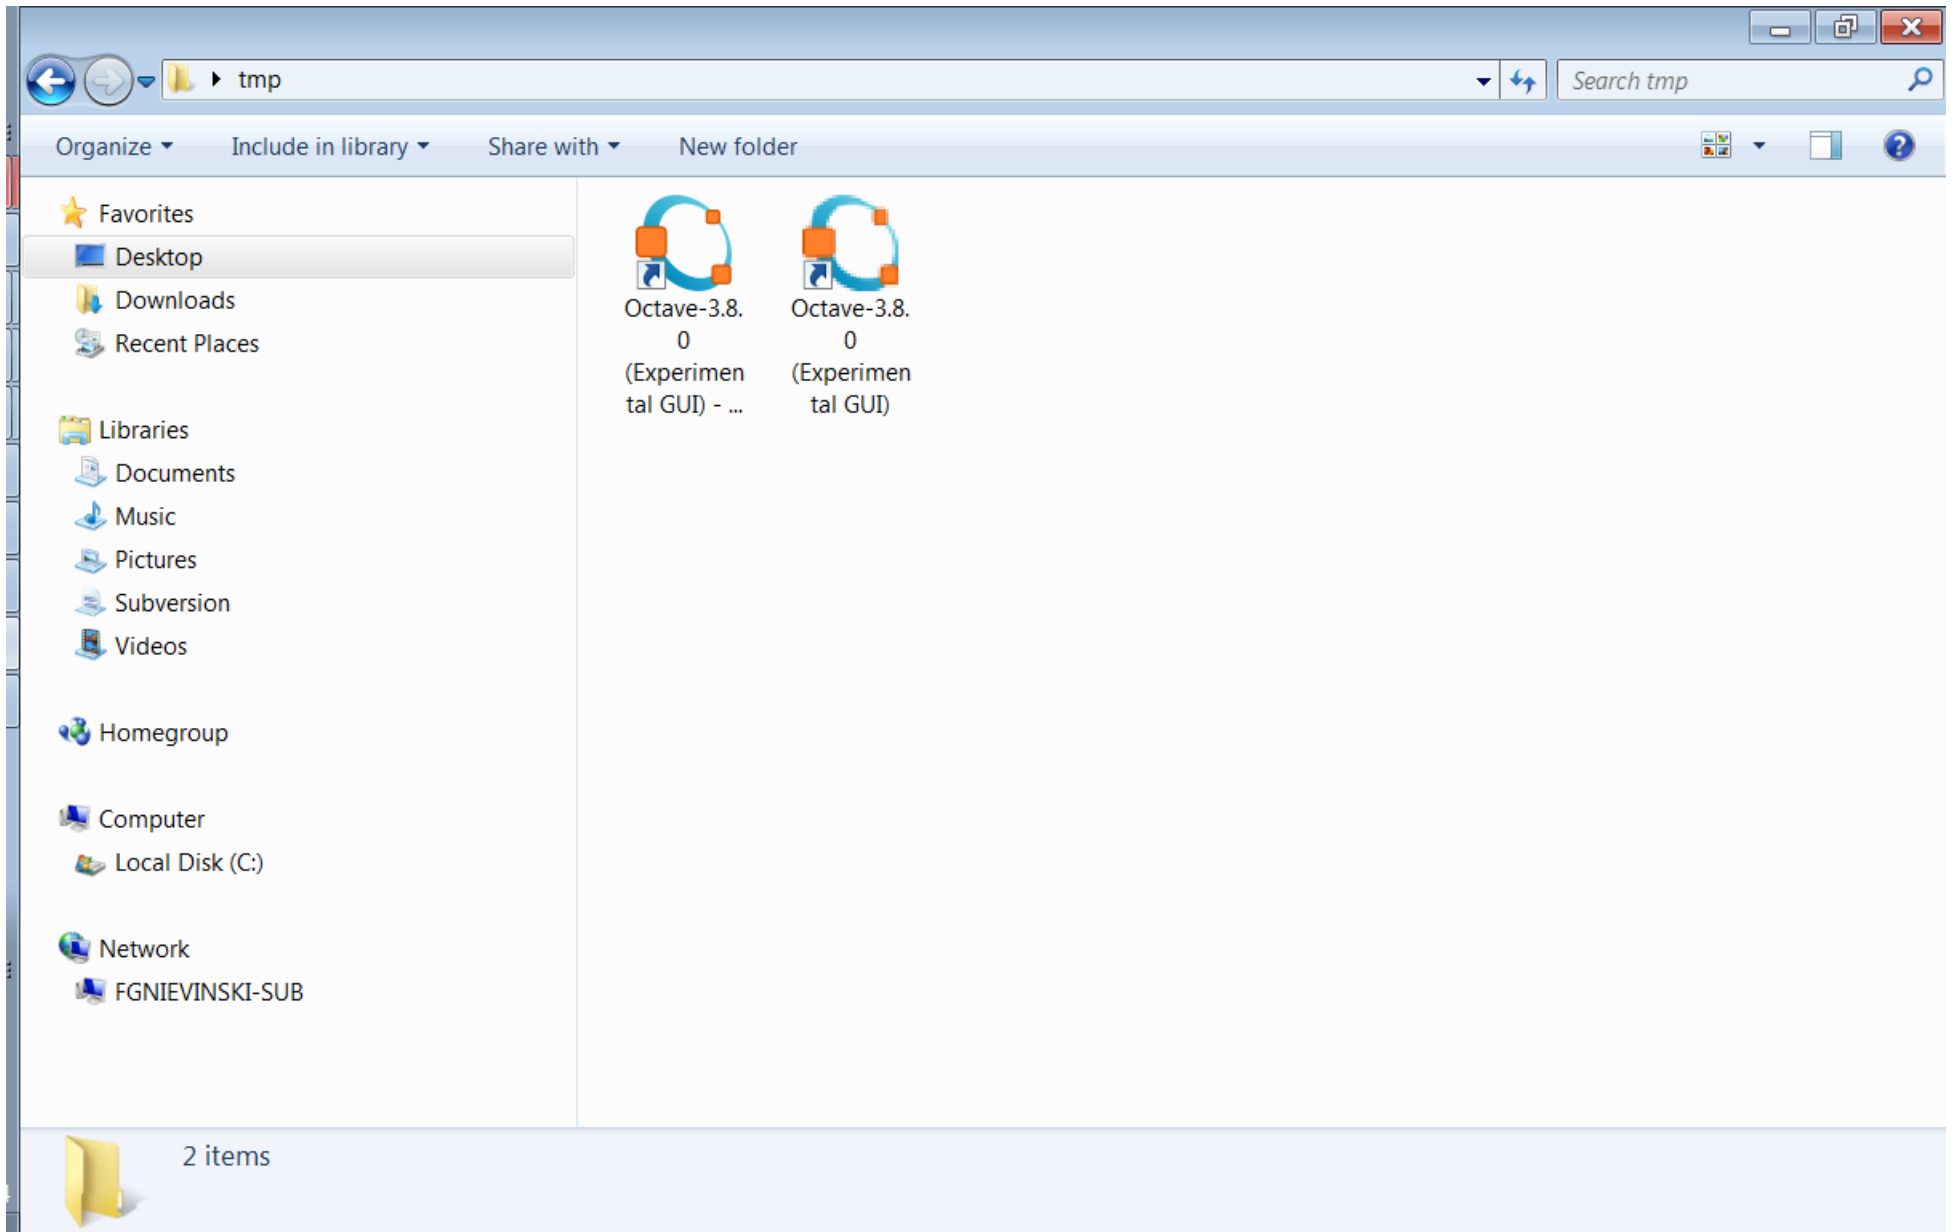 tmp
Search tmp
Organize
Include in library
Share with
New folder
Favorites
Desktop
Downloads
Recent Places
Libraries
Documents
Music
Pictures
Subversion
Videos
Homegroup
Computer
Local Disk (C:)
Network
FGNIEVINSKI-SUB
Octave-3.8.
0
(Experimen
tal GUI) - ...
Octave-3.8.
0
(Experimen
tal GUI)
2 items